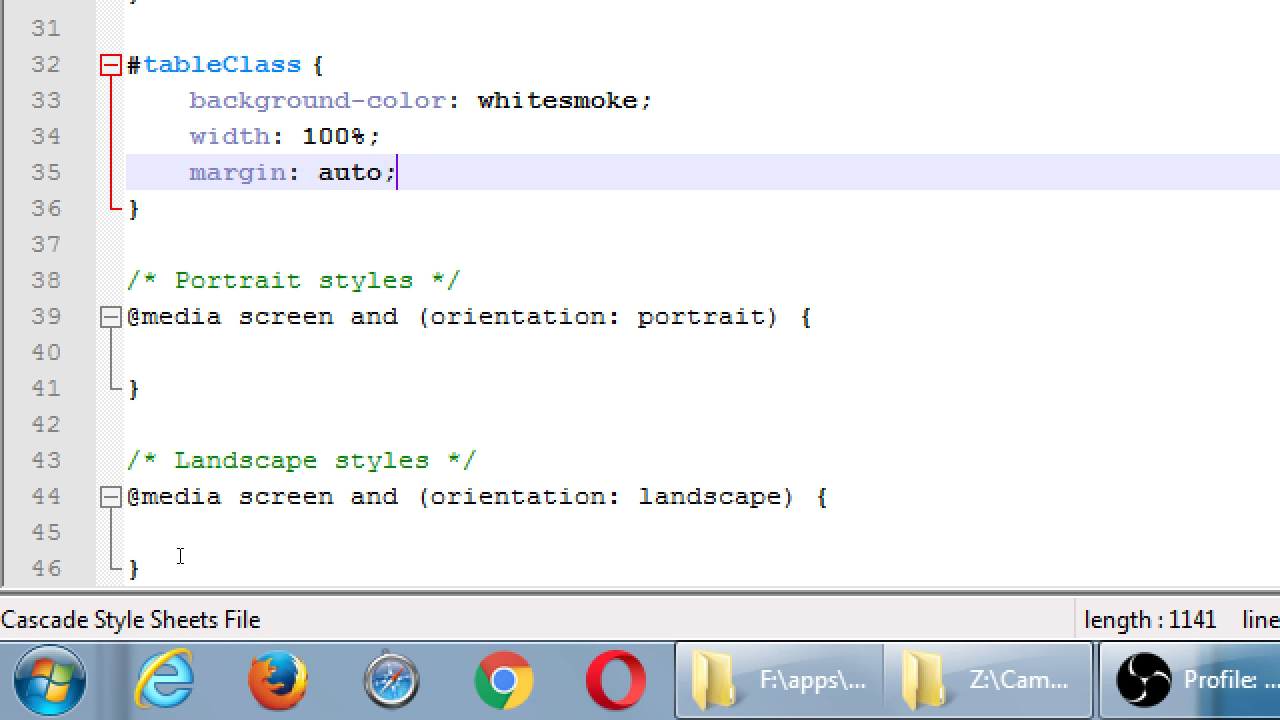 31
32 #tableClass {
33 background-color: whitesmoke;
34 width: 100%;
35 margin: auto;
36 }
37
38 /* Portrait styles */
39 @media screen and (orientation: portrait) {
40
41 }
42
43 /* Landscape styles */
44 @media screen and (orientation: landscape) {
45
46 }
Cascade Style Sheets File length : 1141 line
F:\apps\... Z:\Cam... Profile: ...